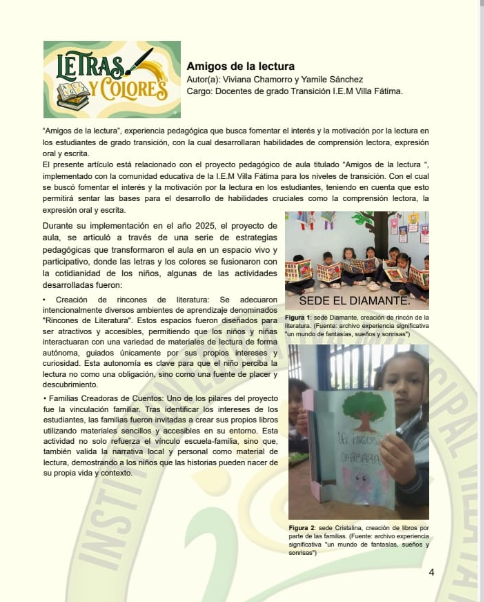 LETRAS
Y COLORES
Amigos de la lectura
Autor(a): Viviana Chamorro y Yamile Sánchez
Cargo: Docentes de grado Transición I.E.M Villa Fátima.
"Amigos de la lectura", experiencia pedagógica que busca fomentar el interés y la motivación por la lectura en
los estudiantes de grado transición, con la cual desarrollaran habilidades de comprensión lectora, expresión
oral y escrita.
El presente artículo está relacionado con el proyecto pedagógico de aula titulado "Amigos de la lectura ",
implementado con la comunidad educativa de la I.E.M Villa Fátima para los niveles de transición. Con el cual
se buscó fomentar el interés y la motivación por la lectura en los estudiantes, teniendo en cuenta que esto
permitirá sentar las bases para el desarrollo de habilidades cruciales como la comprensión lectora, la
expresión oral y escrita.
Durante su implementación en el año 2025, el proyecto de
aula, se articuló a través de una serie de estrategias
pedagógicas que transformaron el aula en un espacio vivo y
participativo, donde las letras y los colores se fusionaron con
la cotidianidad de los niños, algunas de las actividades
desarrolladas fueron:
• Creación de rincones de literatura: Se adecuaron
intencionalmente diversos ambientes de aprendizaje denominados
"Rincones de Literatura". Estos espacios fueron diseñados para
ser atractivos y accesibles, permitiendo que los niños y niñas
interactuaran con una variedad de materiales de lectura de forma
autónoma, guiados únicamente por sus propios intereses y
curiosidad. Esta autonomía es clave para que el niño perciba la
lectura no como una obligación, sino como una fuente de placer y
descubrimiento.
• Familias Creadoras de Cuentos: Uno de los pilares del proyecto
fue la vinculación familiar. Tras identificar los intereses de los
estudiantes, las familias fueron invitadas a crear sus propios libros
utilizando materiales sencillos y accesibles en su entorno. Esta
actividad no solo refuerza el vínculo escuela-familia, sino que,
también valida la narrativa local y personal como material de
lectura, demostrando a los niños que las historias pueden nacer de
su propia vida y contexto.
SEDE EL DIAMANTE.
Figura 1: sede Diamante, creación de rincón de la
literatura. (Fuente: archivo experiencia significativa
"un mundo de fantasías, sueños y sonrisas")
Figura 2: sede Cristalina, creación de libros por
parte de las familias. (Fuente: archivo experiencia
significativa "un mundo de fantasías, sueños y
sonrisas")
4